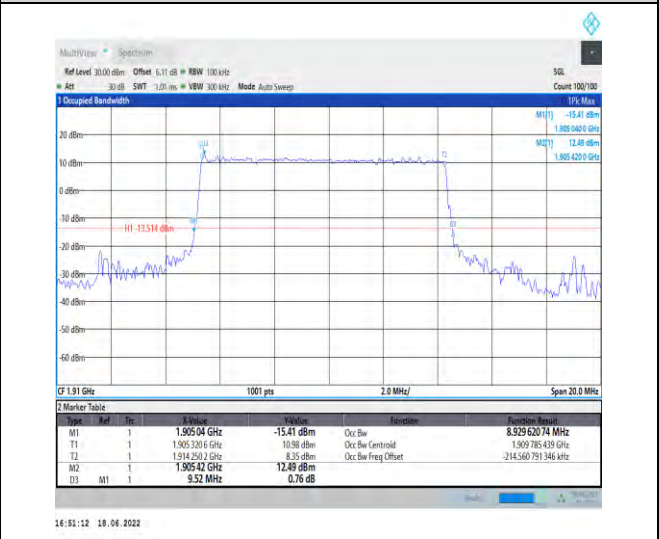 MultiView Spectrum
Ref Level 30.00 dBm Offset 6.11 dB RBW 100 kHz SGL
Att 30 dB SWT 1.01 ms VBW 300 kHz Mode Auto Sweep Count 100/100
1 Occupied Bandwidth 1Pk Max
M1[1] -15.41 dBm
1.905 040 0 GHz
20 dBm M2[1] 12.49 dBm
1.905 420 0 GHz
T2
10 dBm
0 dBm
-10 dBm
H1 -13.514 dBm
-20 dBm
-30 dBm
-40 dBm
-50 dBm
-60 dBm
CF 1.91 GHz 1001 pts 2.0 MHz/ Span 20.0 MHz
2 Marker Table
Type Ref Trc X-Value Y-Value Function Function Result
M1 1 1.905 04 GHz -15.41 dBm Occ Bw 8.929 620 74 MHz
T1 1 1.905 320 6 GHz 10.98 dBm Occ Bw Centroid 1.909 785 439 GHz
T2 1 1.914 250 2 GHz 8.35 dBm Occ Bw Freq Offset -214.560 791 346 kHz
M2 1 1.905 42 GHz 12.49 dBm
D3 M1 1 9.52 MHz 0.76 dB
16:51:12 18.06.2022